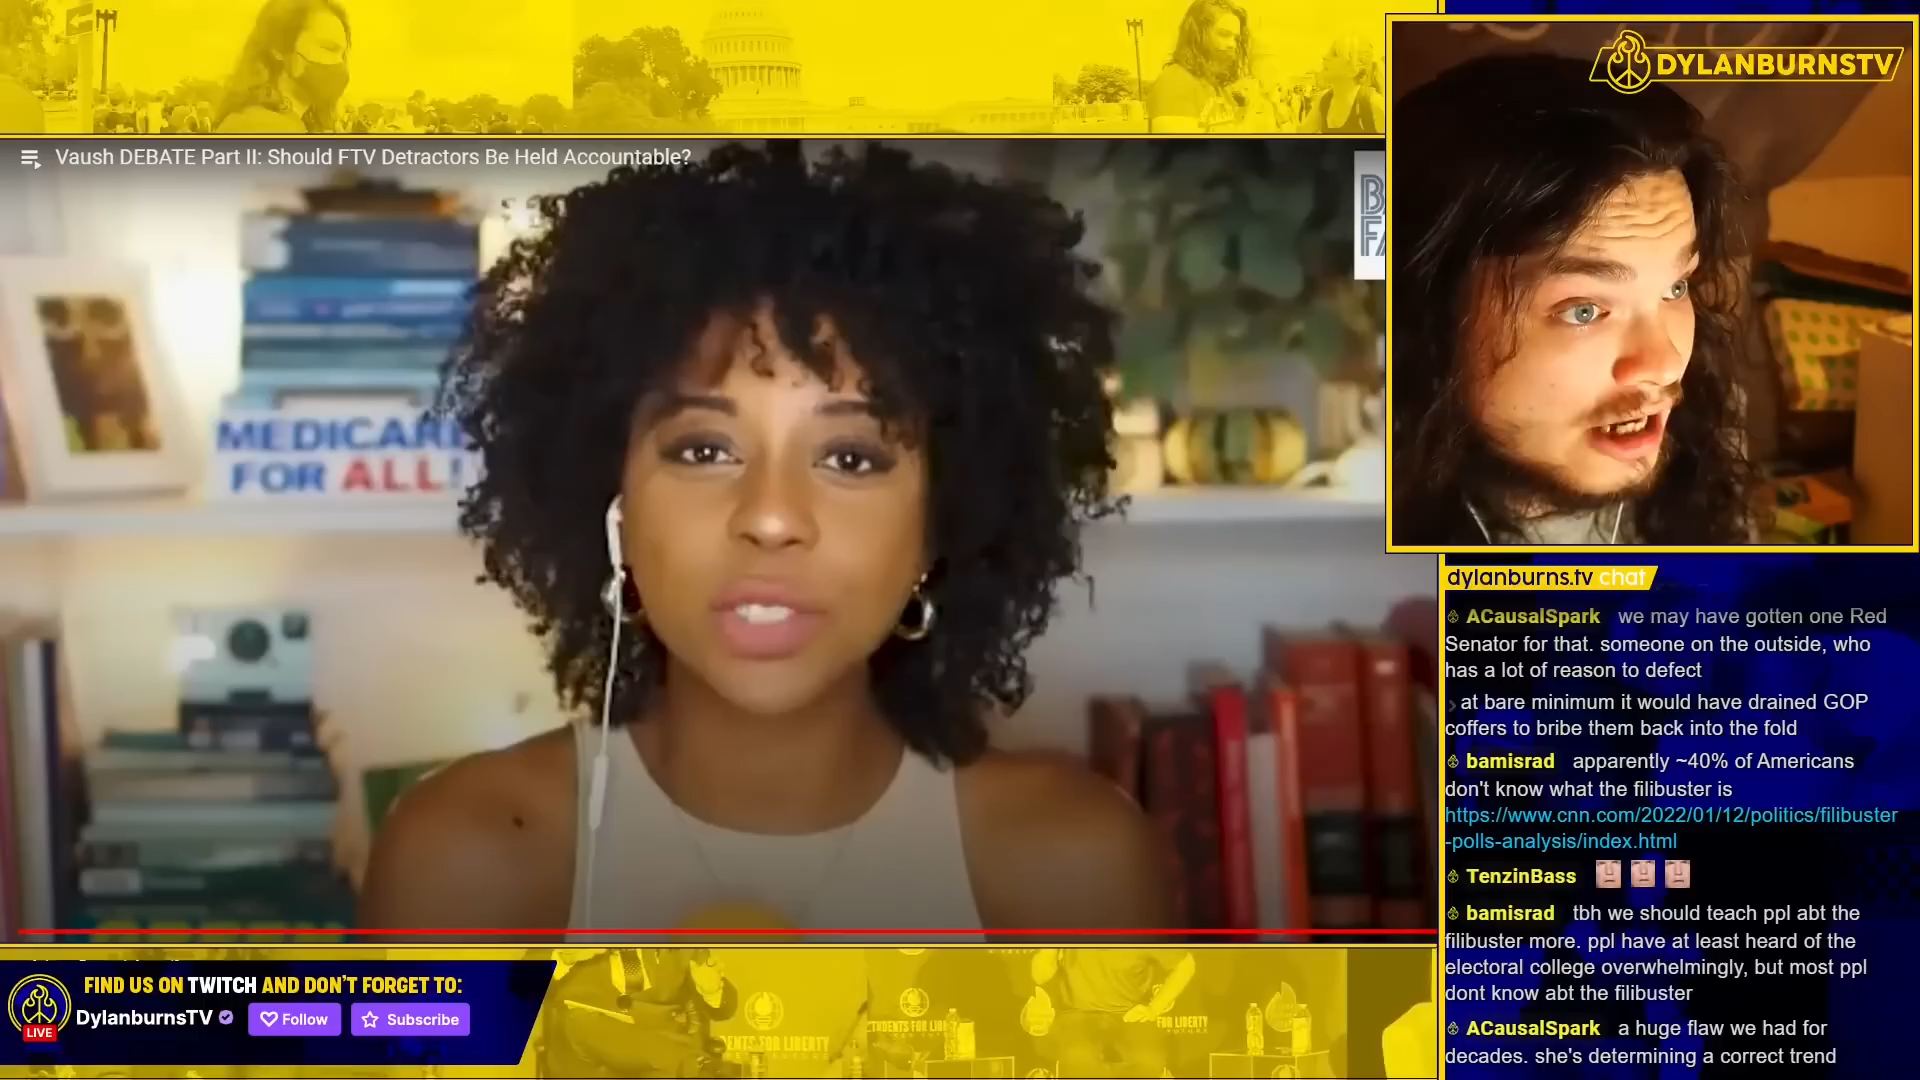 Vaush DEBATE Part II: Should FTV Detractors Be Held Accountable?
DYLANBURNSTV
MEDICARE
FOR ALL!
dylanburns.tv chat
ACausalSpark we may have gotten one Red
Senator for that. someone on the outside, who
has a lot of reason to defect
at bare minimum it would have drained GOP
coffers to bribe them back into the fold
bamisrad apparently ~40% of Americans
don't know what the filibuster is
https://www.cnn.com/2022/01/12/politics/filibuster
-polls-analysis/index.html
TenzinBass
bamisrad tbh we should teach ppl abt the
filibuster more. ppl have at least heard of the
electoral college overwhelmingly, but most ppl
dont know abt the filibuster
ACausalSpark a huge flaw we had for
decades. she's determining a correct trend
FIND US ON TWITCH AND DON'T FORGET TO:
DylanburnsTV Follow Subscribe
LIVE
FOR LIBERTY
FOR LIBERTY